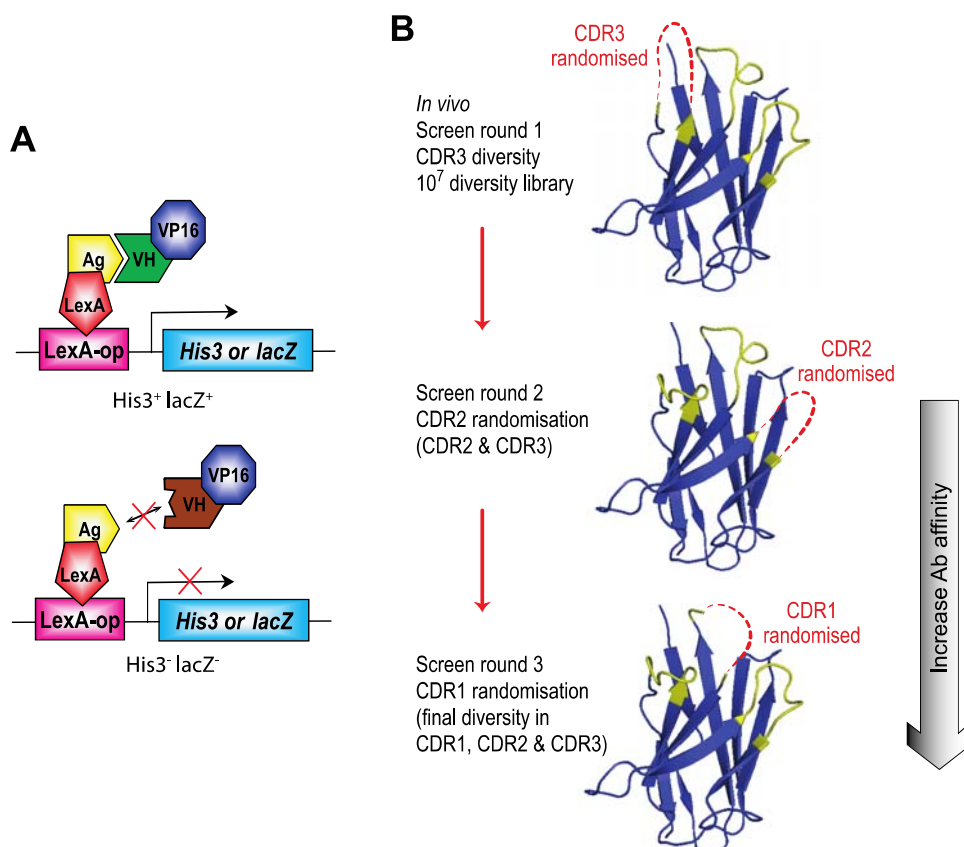 A
VP16
Ag
VH
LexA
LexA-op
His3 or lacZ
His3⁺ lacZ⁺
VP16
VH
Ag
LexA
LexA-op
His3 or lacZ
His3⁻ lacZ⁻
B
In vivo
Screen round 1
CDR3 diversity
10⁷ diversity library
CDR3
randomised
Screen round 2
CDR2 randomisation
(CDR2 & CDR3)
CDR2
randomised
Screen round 3
CDR1 randomisation
(final diversity in
CDR1, CDR2 & CDR3)
CDR1
randomised
Increase Ab affinity